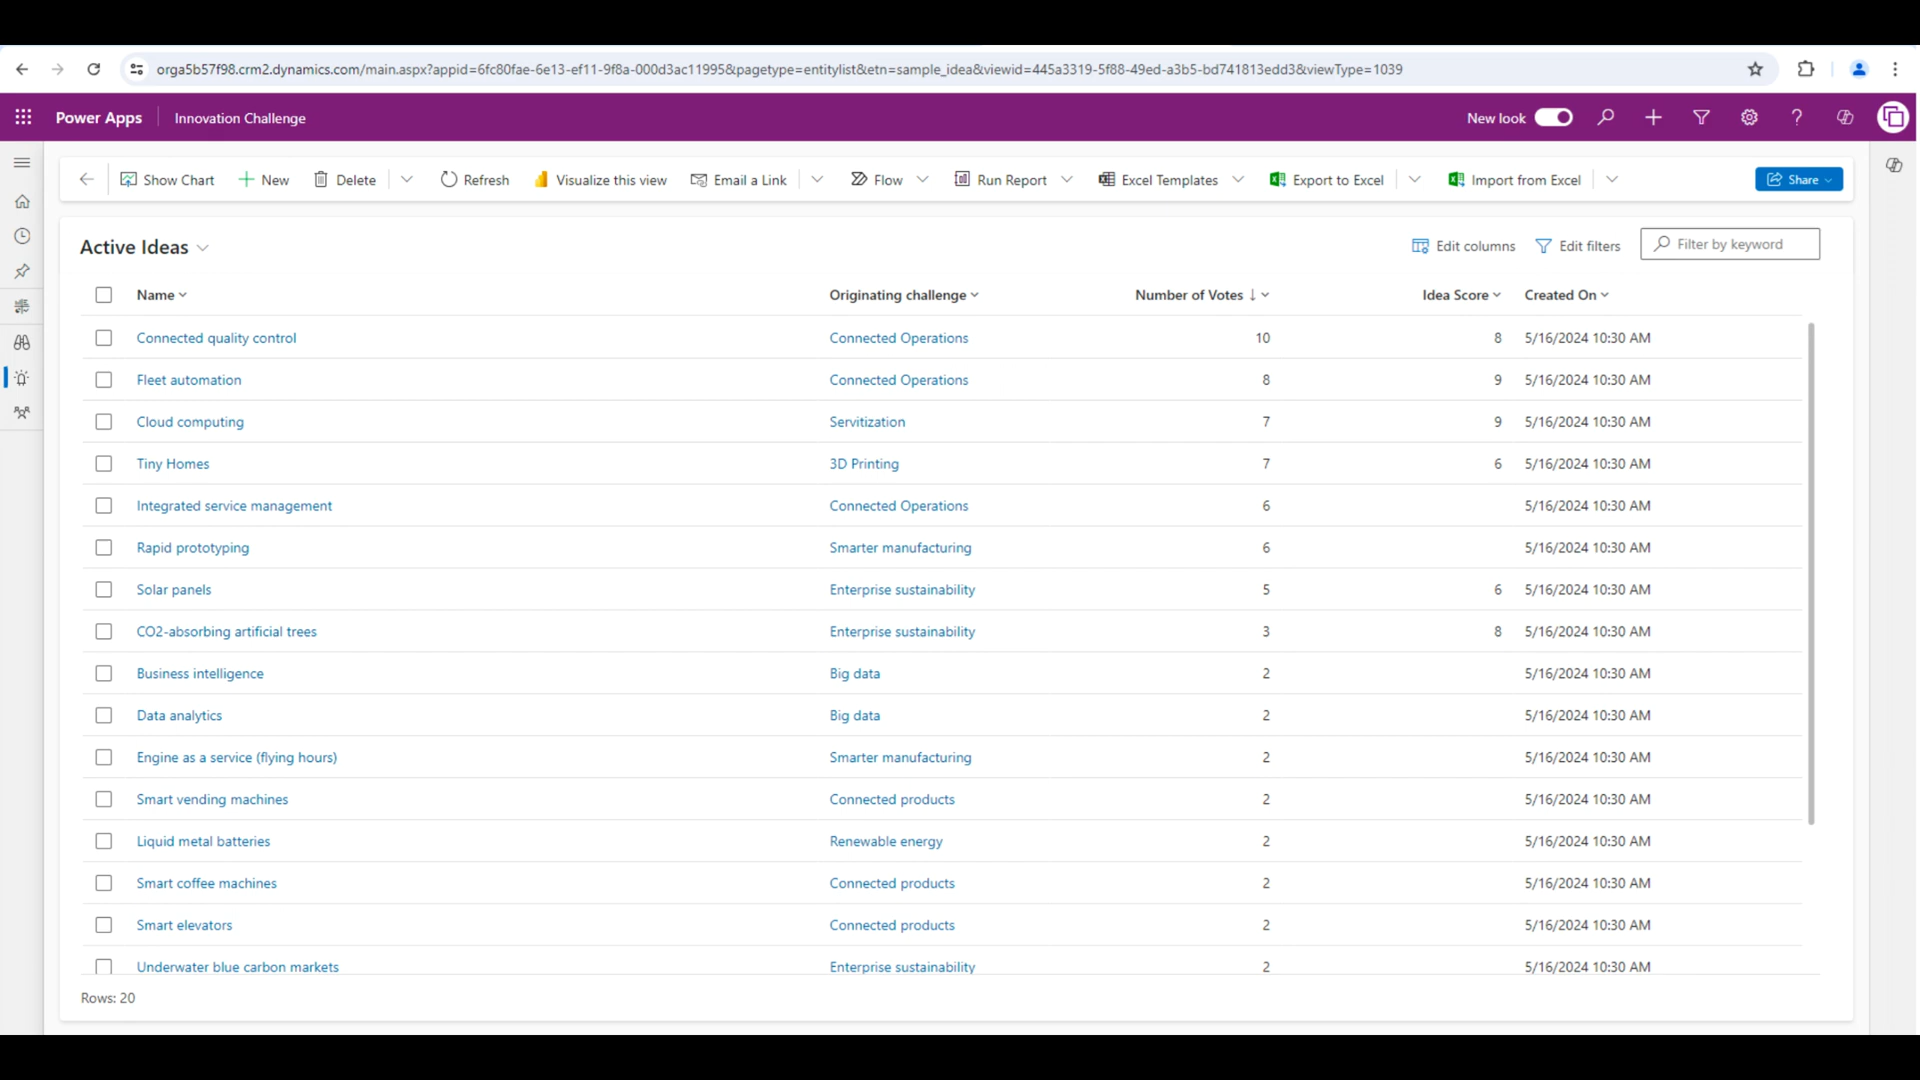 orga5b57f98.crm2.dynamics.com/main.aspx?appid=6fc80fae-6e13-ef11-9f8a-000d3ac11995&pagetype=entitylist&etn=sample_idea&viewid=445a3319-5f88-49ed-a3b5-bd741813edd3&viewType=1039
Power Apps Innovation Challenge New look
Show Chart New Delete Refresh Visualize this view Email a Link Flow Run Report Excel Templates Export to Excel Import from Excel Share
Active Ideas Edit columns Edit filters Filter by keyword
Name Originating challenge Number of Votes Idea Score Created On
Connected quality control Connected Operations 10 8 5/16/2024 10:30 AM
Fleet automation Connected Operations 8 9 5/16/2024 10:30 AM
Cloud computing Servitization 7 9 5/16/2024 10:30 AM
Tiny Homes 3D Printing 7 6 5/16/2024 10:30 AM
Integrated service management Connected Operations 6 5/16/2024 10:30 AM
Rapid prototyping Smarter manufacturing 6 5/16/2024 10:30 AM
Solar panels Enterprise sustainability 5 6 5/16/2024 10:30 AM
CO2-absorbing artificial trees Enterprise sustainability 3 8 5/16/2024 10:30 AM
Business intelligence Big data 2 5/16/2024 10:30 AM
Data analytics Big data 2 5/16/2024 10:30 AM
Engine as a service (flying hours) Smarter manufacturing 2 5/16/2024 10:30 AM
Smart vending machines Connected products 2 5/16/2024 10:30 AM
Liquid metal batteries Renewable energy 2 5/16/2024 10:30 AM
Smart coffee machines Connected products 2 5/16/2024 10:30 AM
Smart elevators Connected products 2 5/16/2024 10:30 AM
Underwater blue carbon markets Enterprise sustainability 2 5/16/2024 10:30 AM
Rows: 20